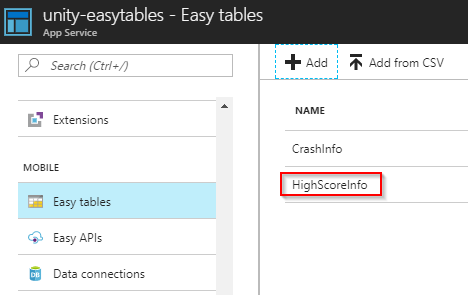 unity-easytables - Easy tables
App Service
Search (Ctrl+/)
Extensions
MOBILE
Easy tables
Easy APIs
Data connections
Add
Add from CSV
NAME
CrashInfo
HighScoreInfo